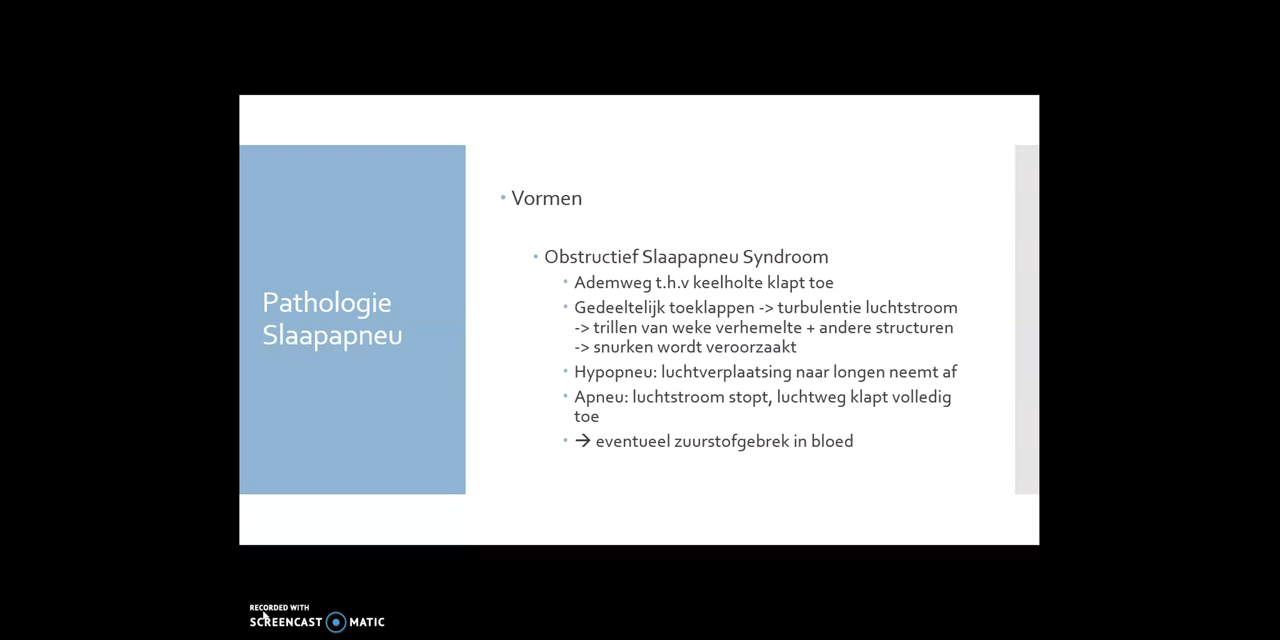 Pathologie
Slaapapneu
• Vormen
• Obstructief Slaapapneu Syndroom
• Ademweg t.h.v keelholte klapt toe
• Gedeeltelijk toeklappen -> turbulentie luchtstroom
-> trillen van weke verhemelte + andere structuren
-> snurken wordt veroorzaakt
• Hypopneu: luchtverplaatsing naar longen neemt af
• Apneu: luchtstroom stopt, luchtweg klapt volledig
toe
• → eventueel zuurstofgebrek in bloed
RECORDED WITH
SCREENCAST MATIC